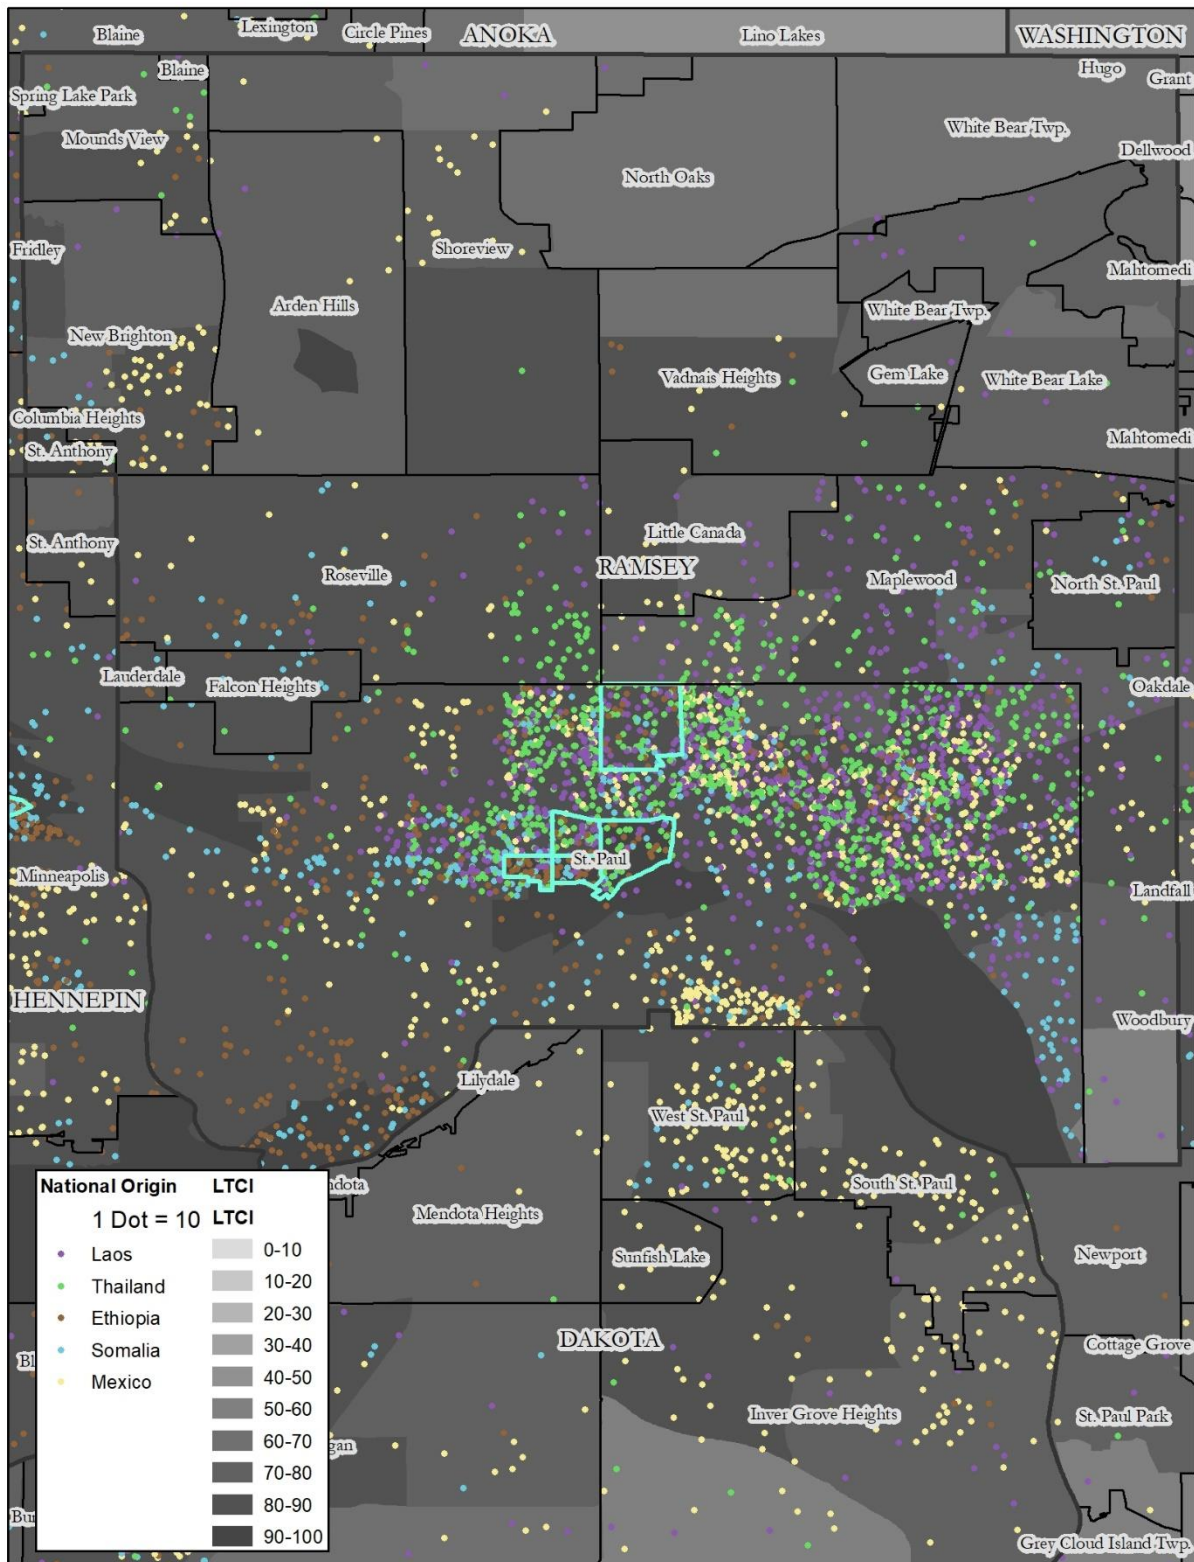 Blaine
Lexington
Circle Pines
ANOKA
Lino Lakes
WASHINGTON
Blaine
Hugo
Grant
Spring Lake Park
Mounds View
White Bear Twp.
Dellwood
North Oaks
Fridley
Shoreview
Mahtomedi
Arden Hills
White Bear Twp.
New Brighton
Vadnais Heights
Gem Lake
White Bear Lake
Columbia Heights
Mahtomedi
St. Anthony
St. Anthony
Little Canada
RAMSEY
Roseville
Maplewood
North St. Paul
Lauderdale
Falcon Heights
Oakdale
St. Paul
Minneapolis
Landfall
HENNEPIN
Woodbury
Lilydale
West St. Paul
ndota
Mendota Heights
South St. Paul
Sunfish Lake
Newport
DAKOTA
Cottage Grove
Bl
Inver Grove Heights
St. Paul Park
gan
Bu
Grey Cloud Island Twp.
National Origin
1 Dot = 10
Laos
Thailand
Ethiopia
Somalia
Mexico
LTCI
LTCI
0-10
10-20
20-30
30-40
40-50
50-60
60-70
70-80
80-90
90-100